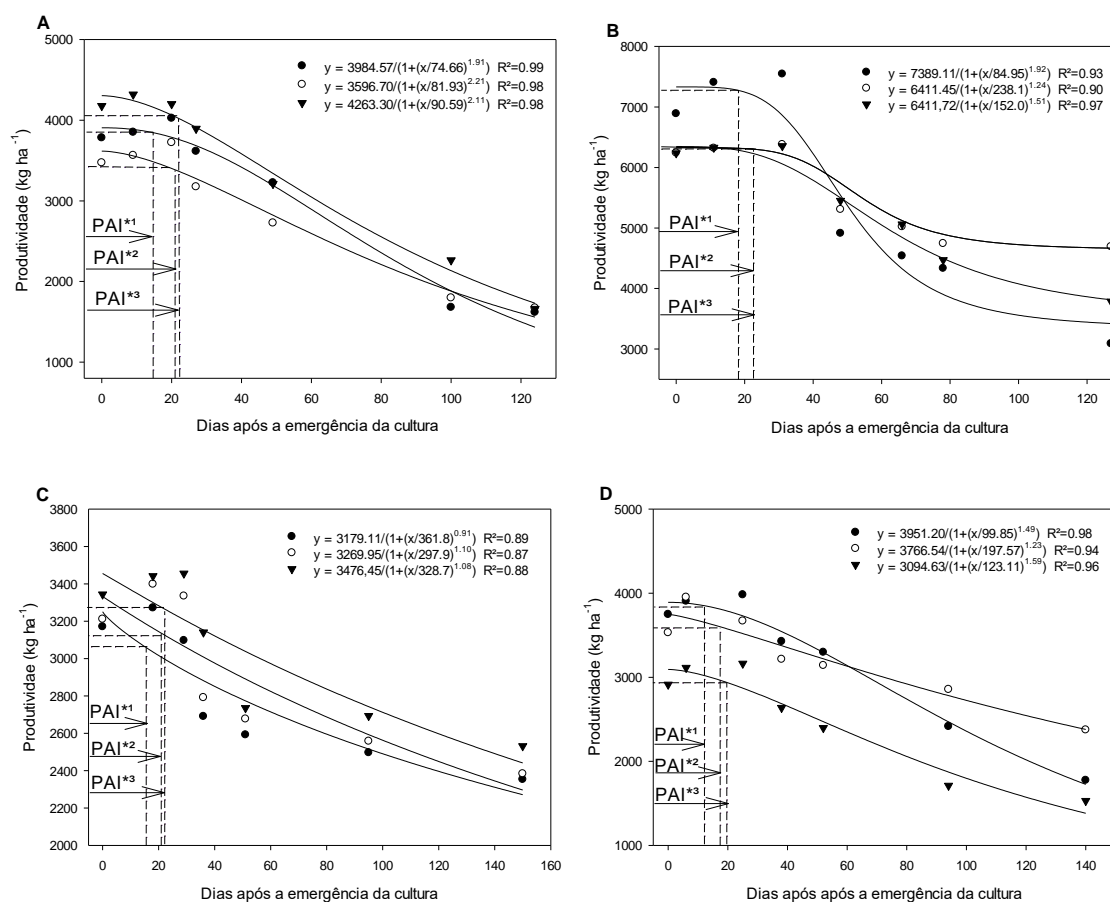 A
y = 3984.57/(1+(x/74.66)^1.91) R²=0.99
y = 3596.70/(1+(x/81.93)^2.21) R²=0.98
y = 4263.30/(1+(x/90.59)^2.11) R²=0.98
5000
4000
3000
2000
1000
Produtividade (kg ha⁻¹)
PAI*¹
PAI*²
PAI*³
0 20 40 60 80 100 120
Dias após a emergência da cultura
B
y = 7389.11/(1+(x/84.95)^1.92) R²=0.93
y = 6411.45/(1+(x/238.1)^1.24) R²=0.90
y = 6411,72/(1+(x/152.0)^1.51) R²=0.97
8000
7000
6000
5000
4000
3000
Produtividade (kg ha⁻¹)
PAI*¹
PAI*²
PAI*³
0 20 40 60 80 100 120
Dias após a emergência da cultura
C
y = 3179.11/(1+(x/361.8)^0.91) R²=0.89
y = 3269.95/(1+(x/297.9)^1.10) R²=0.87
y = 3476,45/(1+(x/328.7)^1.08) R²=0.88
3800
3600
3400
3200
3000
2800
2600
2400
2200
2000
Produtividae (kg ha⁻¹)
PAI*¹
PAI*²
PAI*³
0 20 40 60 80 100 120 140 160
Dias após a emergência da cultura
D
y = 3951.20/(1+(x/99.85)^1.49) R²=0.98
y = 3766.54/(1+(x/197.57)^1.23) R²=0.94
y = 3094.63/(1+(x/123.11)^1.59) R²=0.96
5000
4000
3000
2000
1000
Produtividade (kg ha⁻¹)
PAI*¹
PAI*²
PAI*³
0 20 40 60 80 100 120 140
Dias após após a emergência da cultura